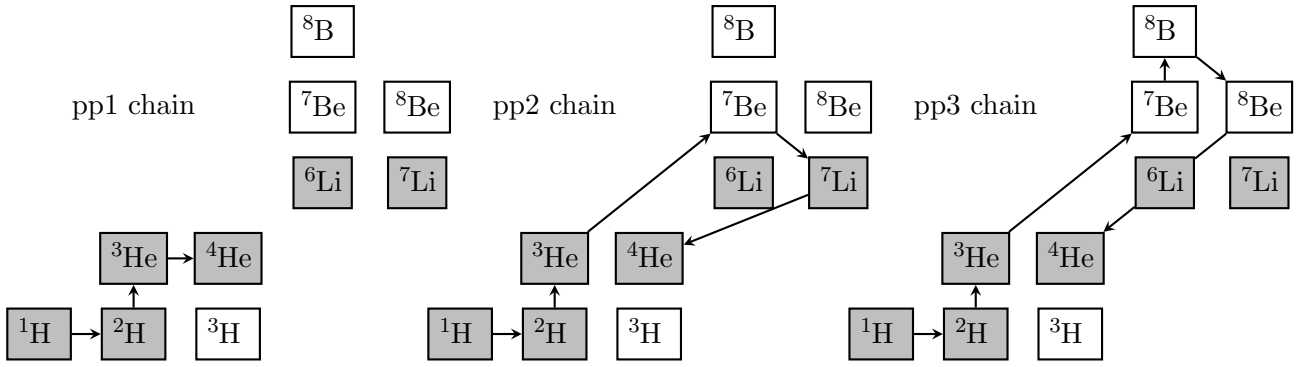 ⁸B
pp1 chain
⁷Be ⁸Be
⁶Li ⁷Li
³He ⁴He
¹H ²H ³H
⁸B
pp2 chain
⁷Be ⁸Be
⁶Li ⁷Li
³He ⁴He
¹H ²H ³H
⁸B
pp3 chain
⁷Be ⁸Be
⁶Li ⁷Li
³He ⁴He
¹H ²H ³H